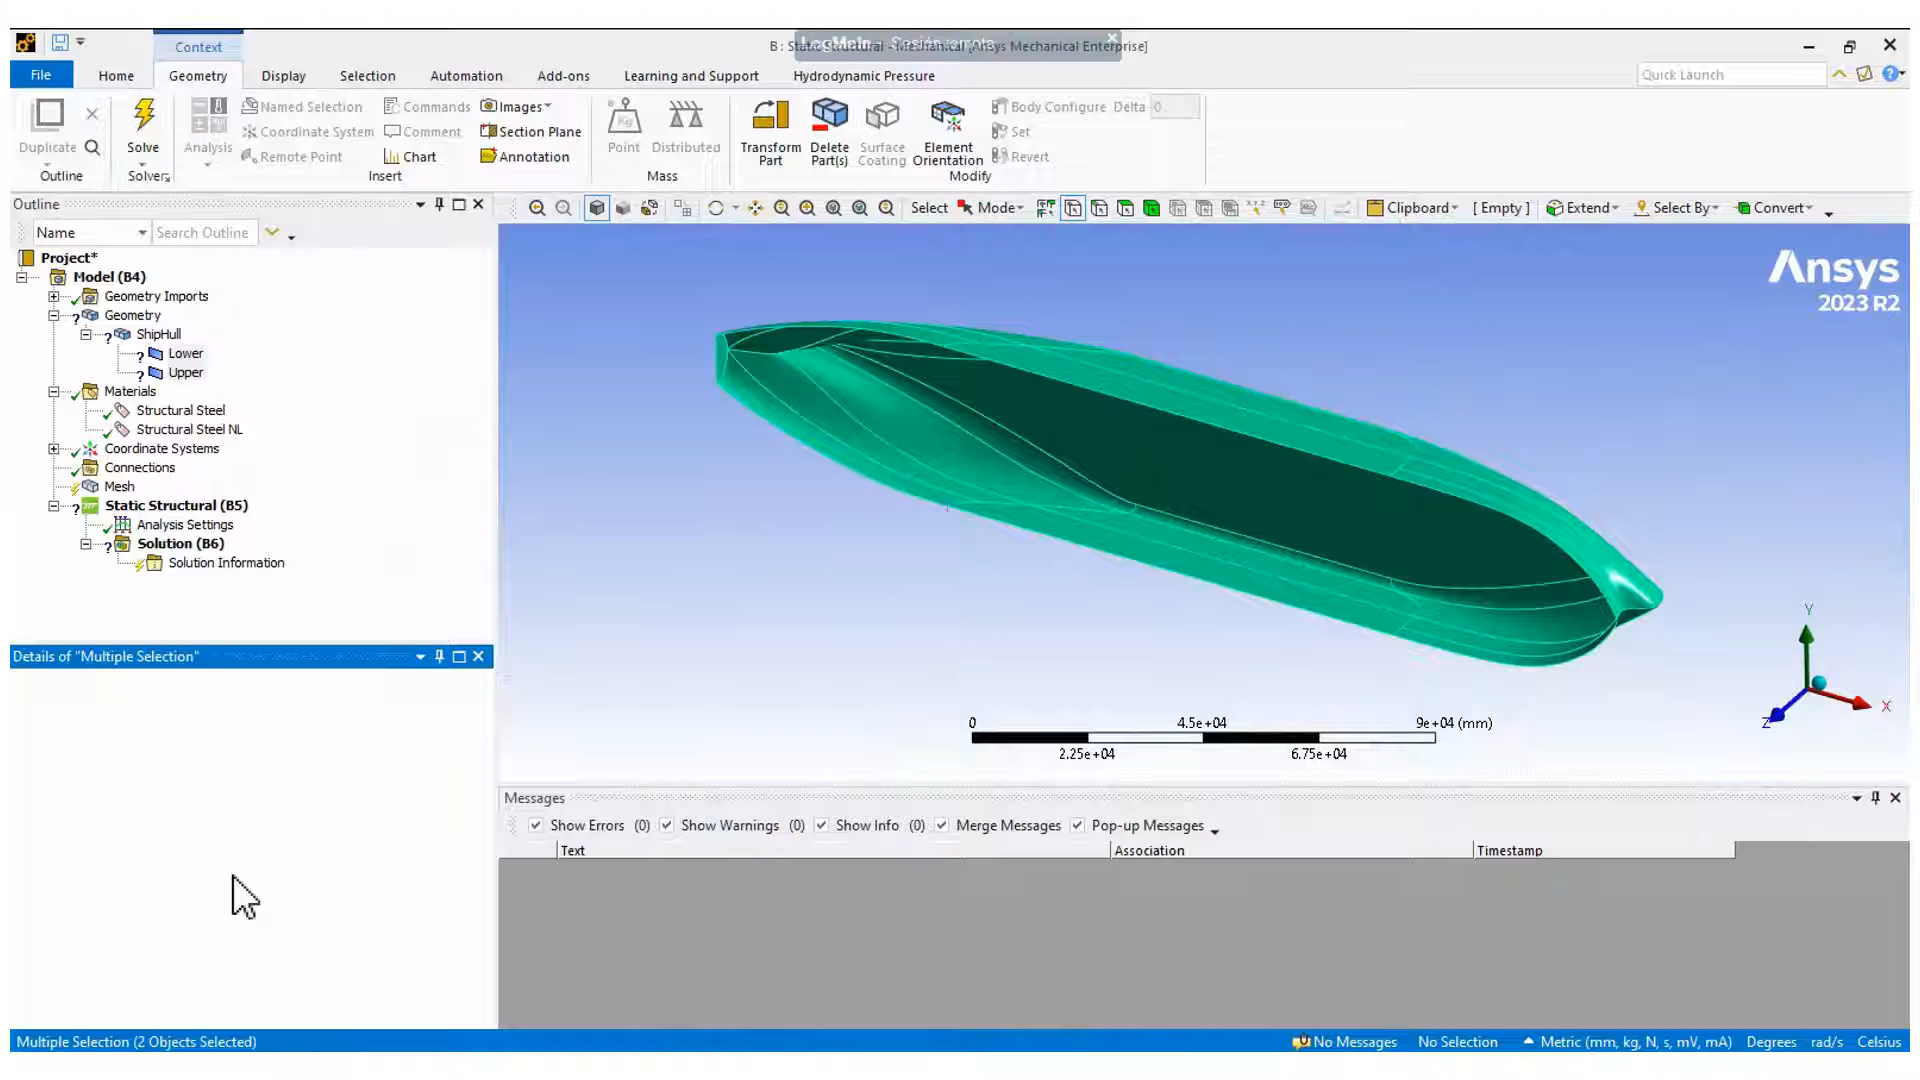 Context
B : Static Structural - Mechanical [Ansys Mechanical Enterprise]
File
Home
Geometry
Display
Selection
Automation
Add-ons
Learning and Support
Hydrodynamic Pressure
Quick Launch
Duplicate
Outline
Solve
Solvers
Analysis
Named Selection
Coordinate System
Remote Point
Commands
Comment
Chart
Images
Section Plane
Annotation
Insert
Point
Distributed
Mass
Transform
Part
Delete
Part(s)
Surface
Coating
Element
Orientation
Body Configure Delta 0
Set
Revert
Modify
Outline
Name
Search Outline
Select
Mode
Clipboard
[ Empty ]
Extend
Select By
Convert
Project*
Model (B4)
Geometry Imports
Geometry
ShipHull
Lower
Upper
Materials
Structural Steel
Structural Steel NL
Coordinate Systems
Connections
Mesh
Static Structural (B5)
Analysis Settings
Solution (B6)
Solution Information
Details of "Multiple Selection"
Ansys
2023 R2
Y
X
Z
0
4.5e+04
9e+04 (mm)
2.25e+04
6.75e+04
Messages
Show Errors (0)
Show Warnings (0)
Show Info (0)
Merge Messages
Pop-up Messages
Text
Association
Timestamp
Multiple Selection (2 Objects Selected)
No Messages
No Selection
Metric (mm, kg, N, s, mV, mA)
Degrees
rad/s
Celsius